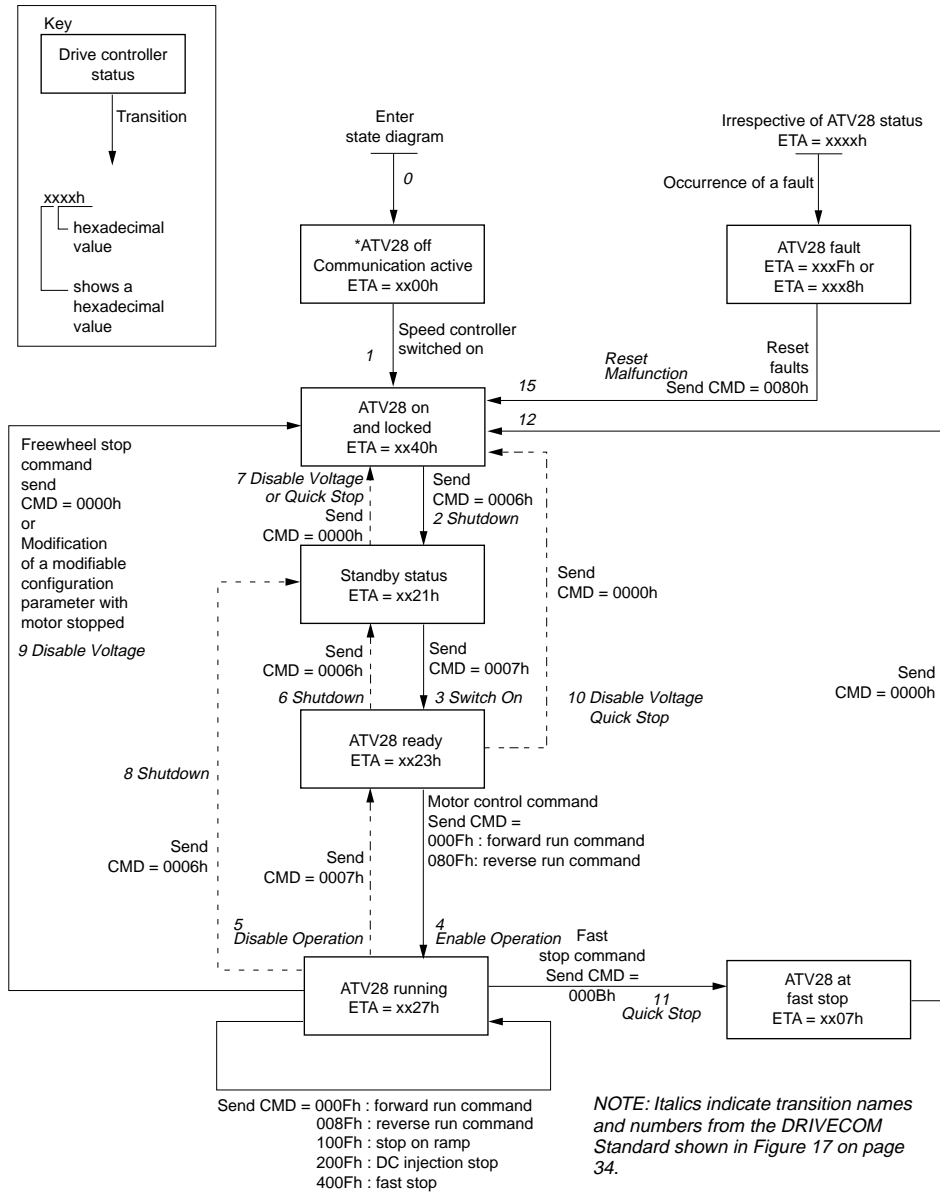 Key
Drive controller
status
Transition
xxxxh
hexadecimal
value
shows a
hexadecimal
value
Enter
state diagram
0
*ATV28 off
Communication active
ETA = xx00h
Speed controller
switched on
1
Irrespective of ATV28 status
ETA = xxxxh
Occurrence of a fault
ATV28 fault
ETA = xxxFh or
ETA = xxx8h
Reset
faults
Send CMD = 0080h
Reset
Malfunction
15
12
ATV28 on
and locked
ETA = xx40h
Freewheel stop
command
send
CMD = 0000h
or
Modification
of a modifiable
configuration
parameter with
motor stopped
9 Disable Voltage
7 Disable Voltage
or Quick Stop
Send
CMD = 0000h
Send
CMD = 0006h
2 Shutdown
Standby status
ETA = xx21h
Send
CMD = 0000h
Send
CMD = 0006h
6 Shutdown
Send
CMD = 0007h
3 Switch On
10 Disable Voltage
Quick Stop
Send
CMD = 0000h
ATV28 ready
ETA = xx23h
8 Shutdown
Send
CMD = 0006h
Send
CMD = 0007h
Motor control command
Send CMD =
000Fh : forward run command
080Fh: reverse run command
5
Disable Operation
4
Enable Operation
Fast
stop command
Send CMD =
000Bh
11
Quick Stop
ATV28 running
ETA = xx27h
ATV28 at
fast stop
ETA = xx07h
Send CMD = 000Fh : forward run command
008Fh : reverse run command
100Fh : stop on ramp
200Fh : DC injection stop
400Fh : fast stop
NOTE: Italics indicate transition names
and numbers from the DRIVECOM
Standard shown in Figure 17 on page
34.